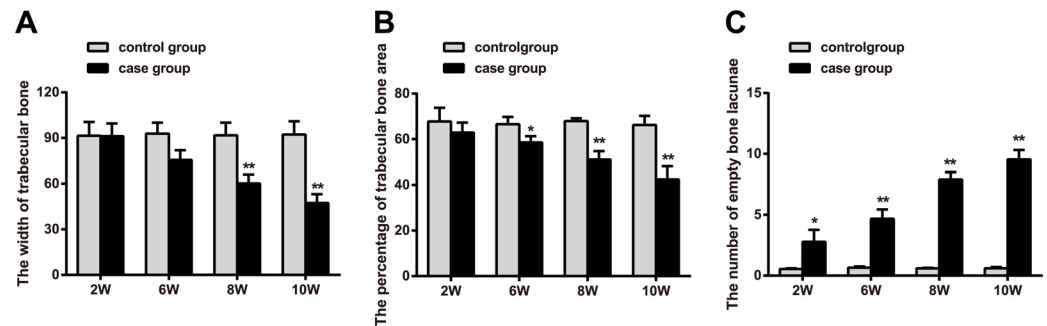 A
control group
case group
The width of trabecular bone
120
90
60
30
0
**
**
2W
6W
8W
10W
B
controlgroup
case group
The percentage of trabecular bone area
80
60
40
20
0
*
**
**
2W
6W
8W
10W
C
controlgroup
case group
The number of empty bone lacunae
15
10
5
0
*
**
**
**
2W
6W
8W
10W